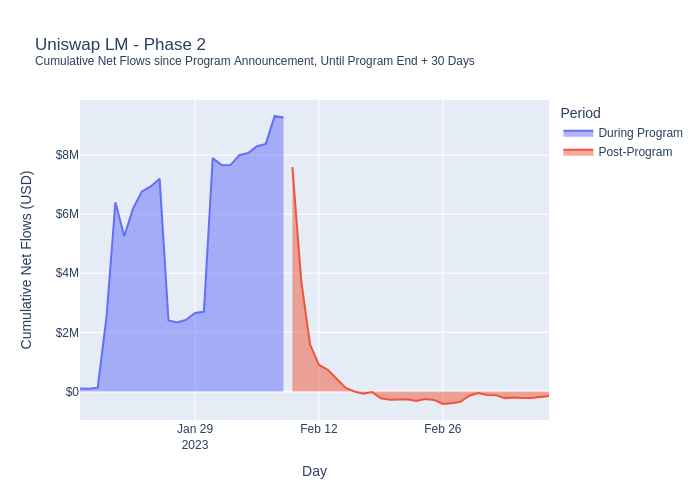 Uniswap LM - Phase 2
Cumulative Net Flows since Program Announcement, Until Program End + 30 Days
Period
During Program
Post-Program
Cumulative Net Flows (USD)
$8M
$6M
$4M
$2M
$0
Jan 29
2023
Feb 12
Feb 26
Day